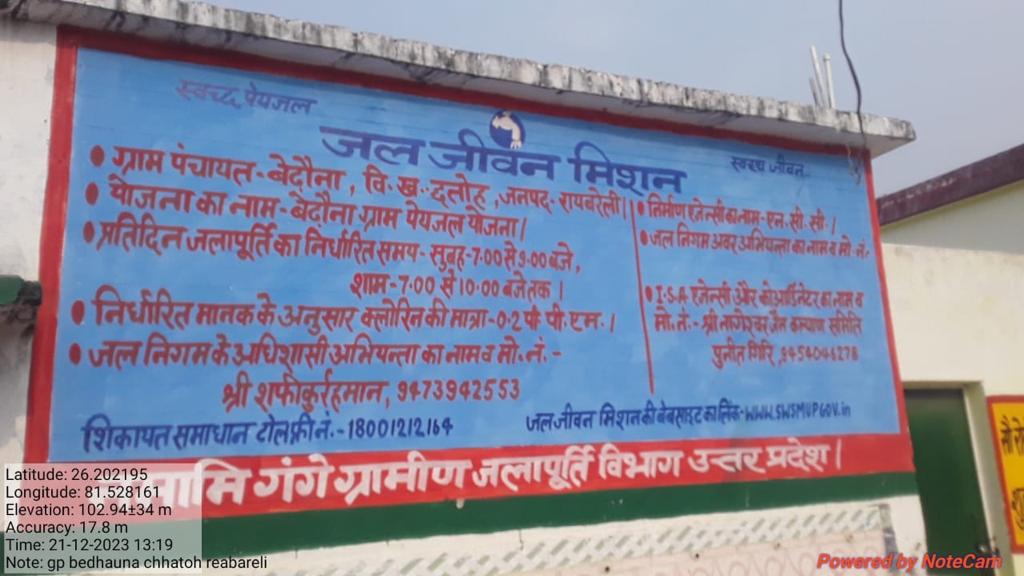 स्वच्छ पेयजल
जल जीवन मिशन
स्वस्थ जीवन
• ग्राम पंचायत-बेदौना, वि.ख.-दतोह, जनपद-रायबरेली।
• योजना का नाम-बेदौना ग्राम पेयजल योजना।
• प्रतिदिन जलापूर्ति का निर्धारित समय- सुबह-7.00 से 9.00 बजे,
शाम-7.00 से 10.00 बजे तक।
• निर्धारित मानक के अनुसार क्लोरिन की मात्रा-0.2 पी.पी.एम.।
• जल निगम के अधिशासी अभियन्ता का नाम व मो.नं.-
श्री शफीकुर्रहमान, 9473942553
• निर्माण एजेन्सी का नाम-एन.सी.सी.।
• जल निगम अवर अभियन्ता का नाम व मो.नं-
• I.S.A एजेन्सी और कोआर्डिनेटर का नाम व
मो.नं.-श्री नागेश्वर जन कल्याण समिति
पुनीत गिरि, 9454046278
शिकायत समाधान टोल फ्री नं.-18001212164
जल जीवन मिशन की वेबसाइट का लिंक-WWW.SWSMUP.GOV.in
नमामि गंगे ग्रामीण जलापूर्ति विभाग उत्तर प्रदेश।
Latitude: 26.202195
Longitude: 81.528161
Elevation: 102.94±34 m
Accuracy: 17.8 m
Time: 21-12-2023 13:19
Note: gp bedhauna chhatoh reabareli
Powered by NoteCam